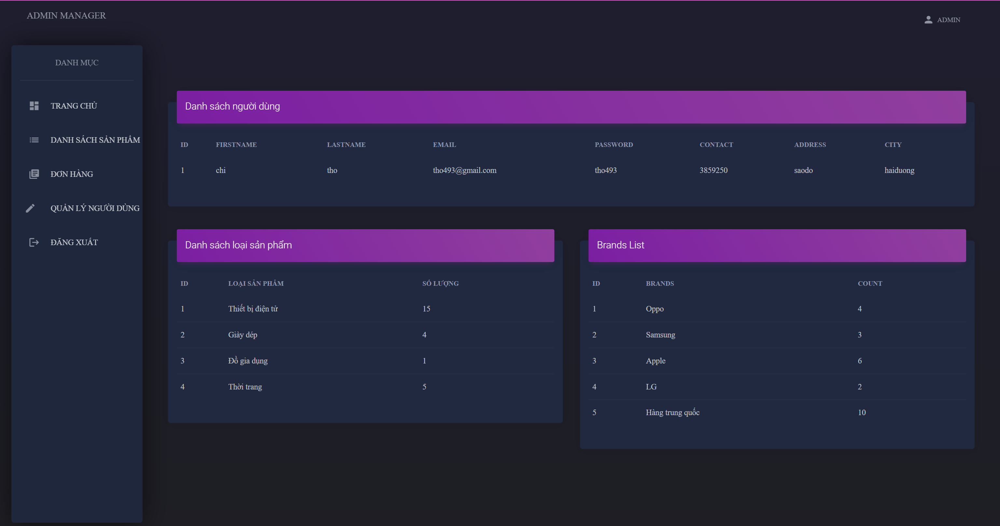 ADMIN MANAGER
ADMIN
DANH MỤC
TRANG CHỦ
DANH SÁCH SẢN PHẨM
ĐƠN HÀNG
QUẢN LÝ NGƯỜI DÙNG
ĐĂNG XUẤT
Danh sách người dùng
ID FIRSTNAME LASTNAME EMAIL PASSWORD CONTACT ADDRESS CITY
1 chi tho tho493@gmail.com tho493 3859250 saodo haiduong
Danh sách loại sản phẩm
ID LOẠI SẢN PHẨM SỐ LƯỢNG
1 Thiết bị điện tử 15
2 Giày dép 4
3 Đồ gia dụng 1
4 Thời trang 5
Brands List
ID BRANDS COUNT
1 Oppo 4
2 Samsung 3
3 Apple 6
4 LG 2
5 Hàng trung quốc 10